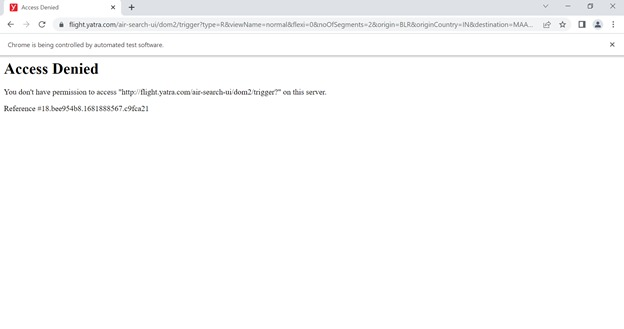 Access Denied
flight.yatra.com/air-search-ui/dom2/trigger?type=R&viewName=normal&flexi=0&noOfSegments=2&origin=BLR&originCountry=IN&destination=MAA...
Chrome is being controlled by automated test software.
Access Denied
You don't have permission to access "http://flight.yatra.com/air-search-ui/dom2/trigger?" on this server.
Reference #18.bee954b8.1681888567.c9fca21